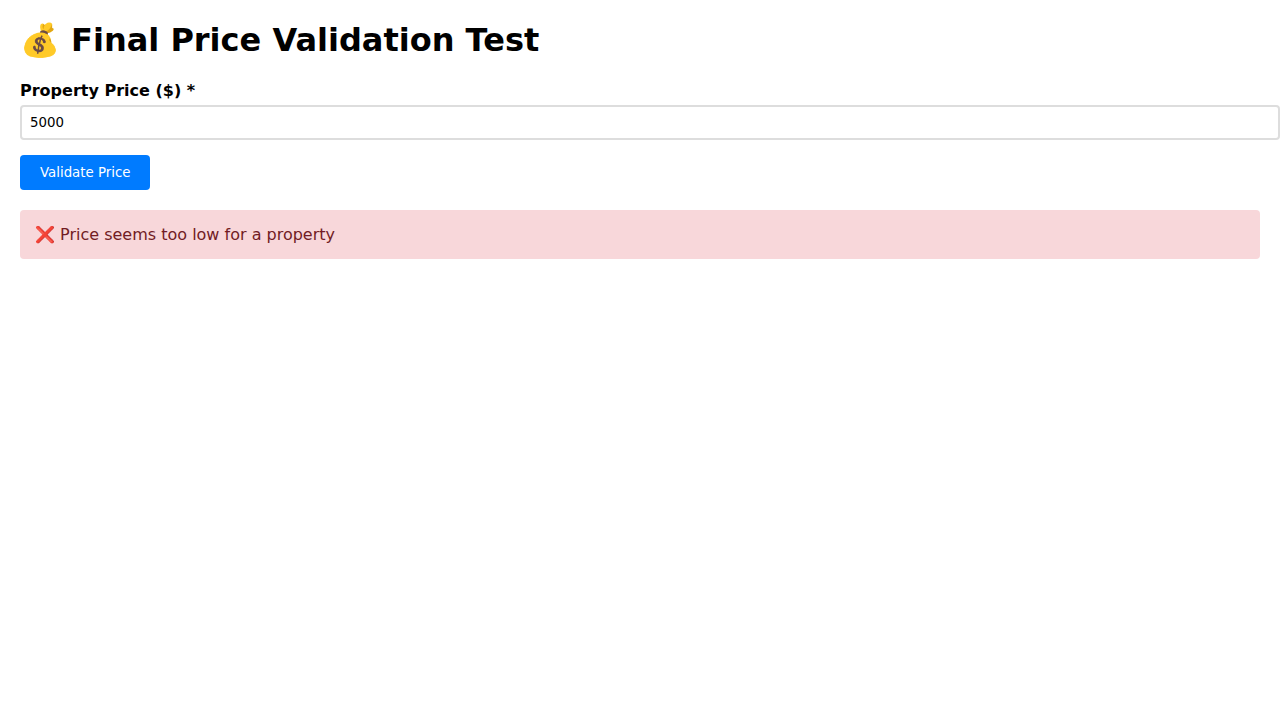 💰 Final Price Validation Test
Property Price ($) *
5000
Validate Price
❌ Price seems too low for a property